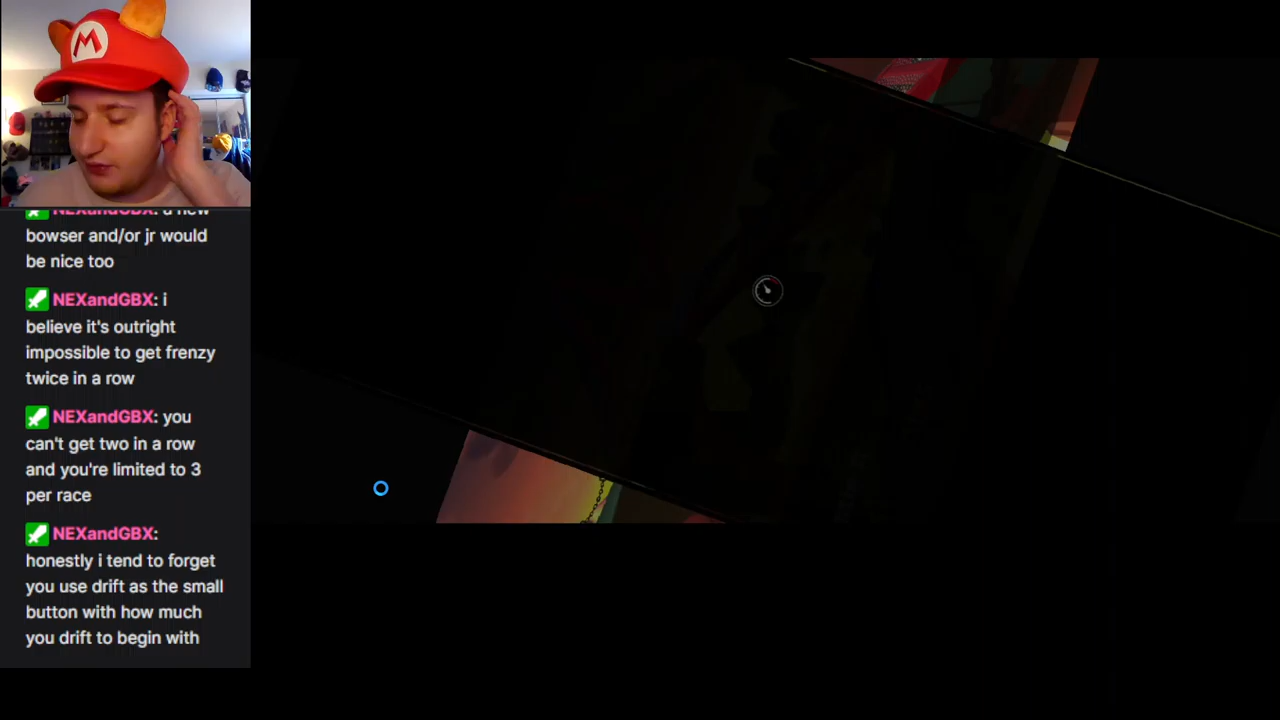 M
NEXandGBX: a new
bowser and/or jr would
be nice too
NEXandGBX: i
believe it's outright
impossible to get frenzy
twice in a row
NEXandGBX: you
can't get two in a row
and you're limited to 3
per race
NEXandGBX:
honestly i tend to forget
you use drift as the small
button with how much
you drift to begin with